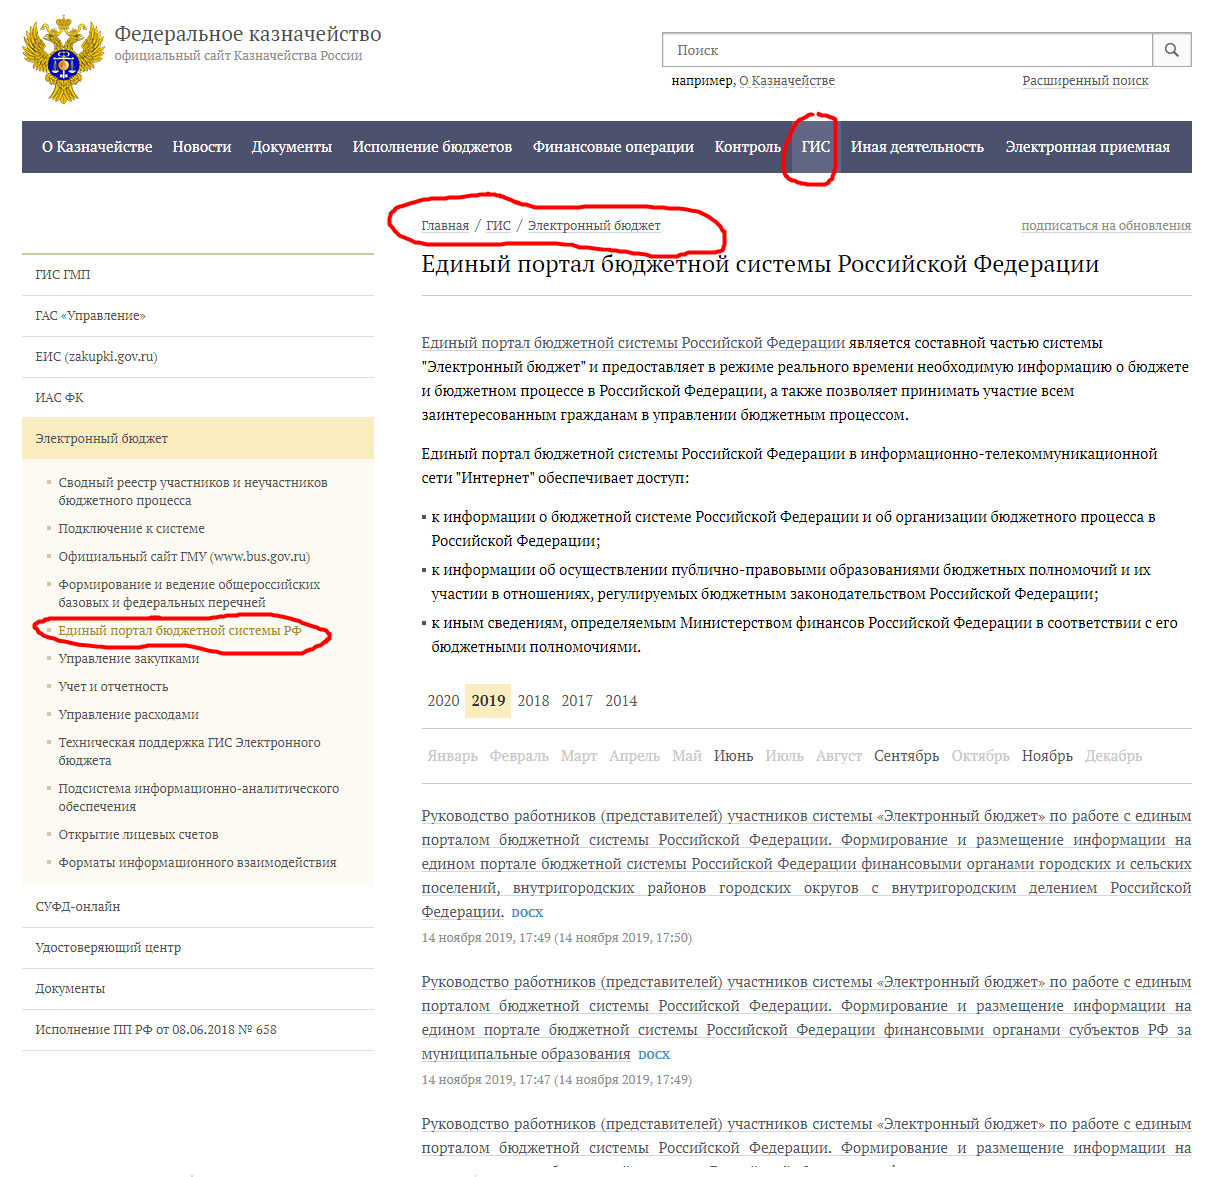 Федеральное казначейство
официальный сайт Казначейства России
Поиск
например, О Казначействе
Расширенный поиск
О Казначействе Новости Документы Исполнение бюджетов Финансовые операции Контроль ГИС Иная деятельность Электронная приемная
Главная / ГИС / Электронный бюджет
подписаться на обновления
Единый портал бюджетной системы Российской Федерации
ГИС ГМП
ГАС «Управление»
ЕИС (zakupki.gov.ru)
ИАС ФК
Электронный бюджет
Сводный реестр участников и неучастников
бюджетного процесса
Подключение к системе
Официальный сайт ГМУ (www.bus.gov.ru)
Формирование и ведение общероссийских
базовых и федеральных перечней
Единый портал бюджетной системы РФ
Управление закупками
Учет и отчетность
Управление расходами
Техническая поддержка ГИС Электронного
бюджета
Подсистема информационно-аналитического
обеспечения
Открытие лицевых счетов
Форматы информационного взаимодействия
СУФД-онлайн
Удостоверяющий центр
Документы
Исполнение ПП РФ от 08.06.2018 № 658
Единый портал бюджетной системы Российской Федерации является составной частью системы
"Электронный бюджет" и предоставляет в режиме реального времени необходимую информацию о бюджете
и бюджетном процессе в Российской Федерации, а также позволяет принимать участие всем
заинтересованным гражданам в управлении бюджетным процессом.
Единый портал бюджетной системы Российской Федерации в информационно-телекоммуникационной
сети "Интернет" обеспечивает доступ:
к информации о бюджетной системе Российской Федерации и об организации бюджетного процесса в
Российской Федерации;
к информации об осуществлении публично-правовыми образованиями бюджетных полномочий и их
участии в отношениях, регулируемых бюджетным законодательством Российской Федерации;
к иным сведениям, определяемым Министерством финансов Российской Федерации в соответствии с его
бюджетными полномочиями.
2020 2019 2018 2017 2014
Январь Февраль Март Апрель Май Июнь Июль Август Сентябрь Октябрь Ноябрь Декабрь
Руководство работников (представителей) участников системы «Электронный бюджет» по работе с единым
порталом бюджетной системы Российской Федерации. Формирование и размещение информации на
едином портале бюджетной системы Российской Федерации финансовыми органами городских и сельских
поселений, внутригородских районов городских округов с внутригородским делением Российской
Федерации. DOCX
14 ноября 2019, 17:49 (14 ноября 2019, 17:50)
Руководство работников (представителей) участников системы «Электронный бюджет» по работе с единым
порталом бюджетной системы Российской Федерации. Формирование и размещение информации на
едином портале бюджетной системы Российской Федерации финансовыми органами субъектов РФ за
муниципальные образования DOCX
14 ноября 2019, 17:47 (14 ноября 2019, 17:49)
Руководство работников (представителей) участников системы «Электронный бюджет» по работе с единым
порталом бюджетной системы Российской Федерации. Формирование и размещение информации на